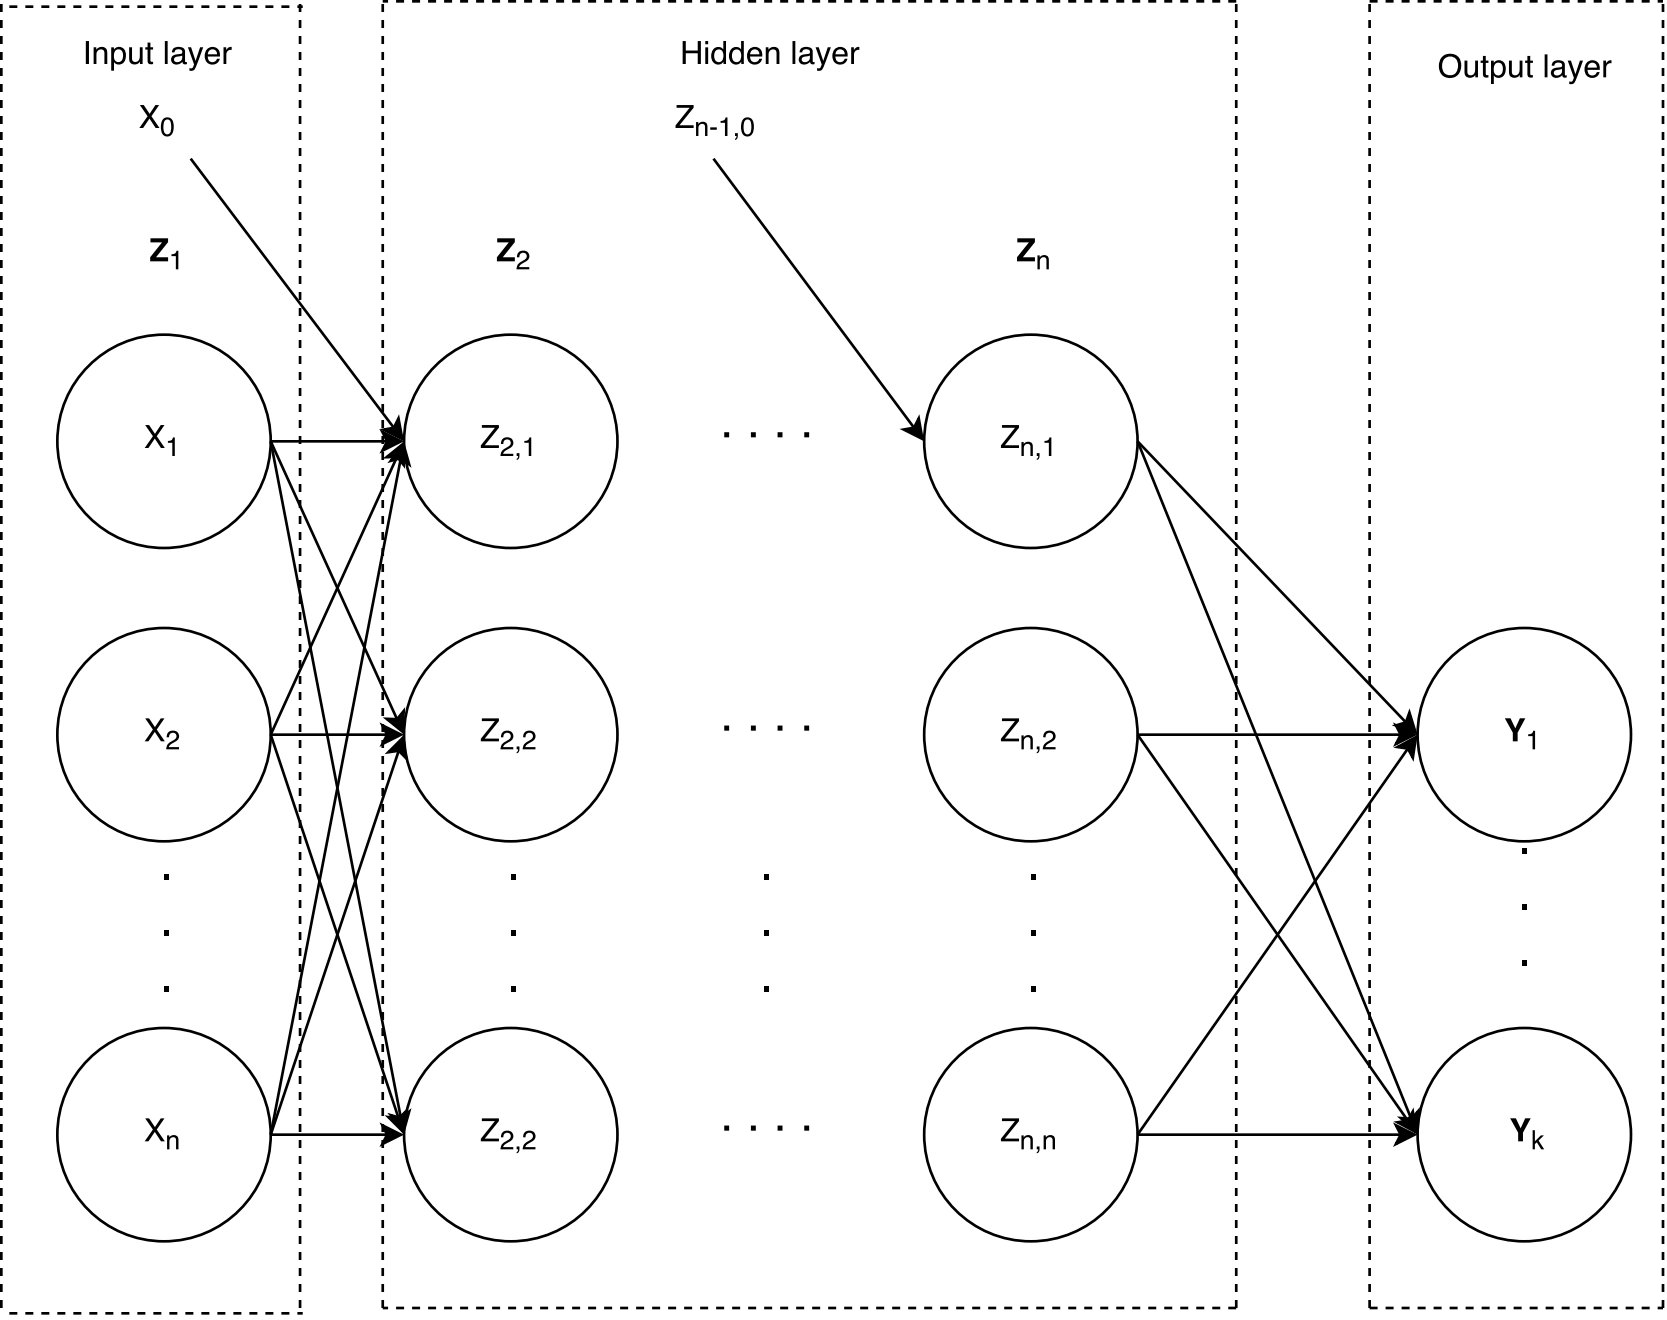 Input layer
Hidden layer
Output layer
X0
Zn-1,0
Z1
Z2
Zn
X1
Z2,1
. . . .
Zn,1
X2
Z2,2
. . . .
Zn,2
Y1
Xn
Z2,2
. . . .
Zn,n
Yk